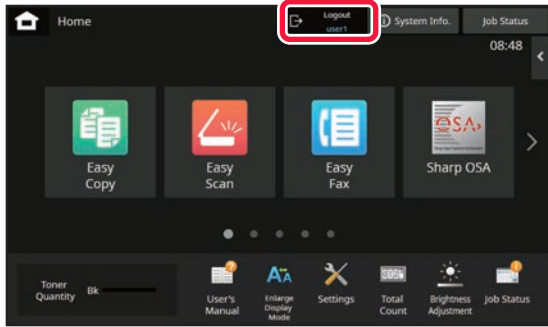 Home
Logout
user1
System Info.
Job Status
08:48
Easy
Copy
Easy
Scan
Easy
Fax
OSA
Sharp OSA
Toner
Quantity
Bk
User's
Manual
Enlarge
Display
Mode
Settings
Total
Count
Brightness
Adjustment
Job Status